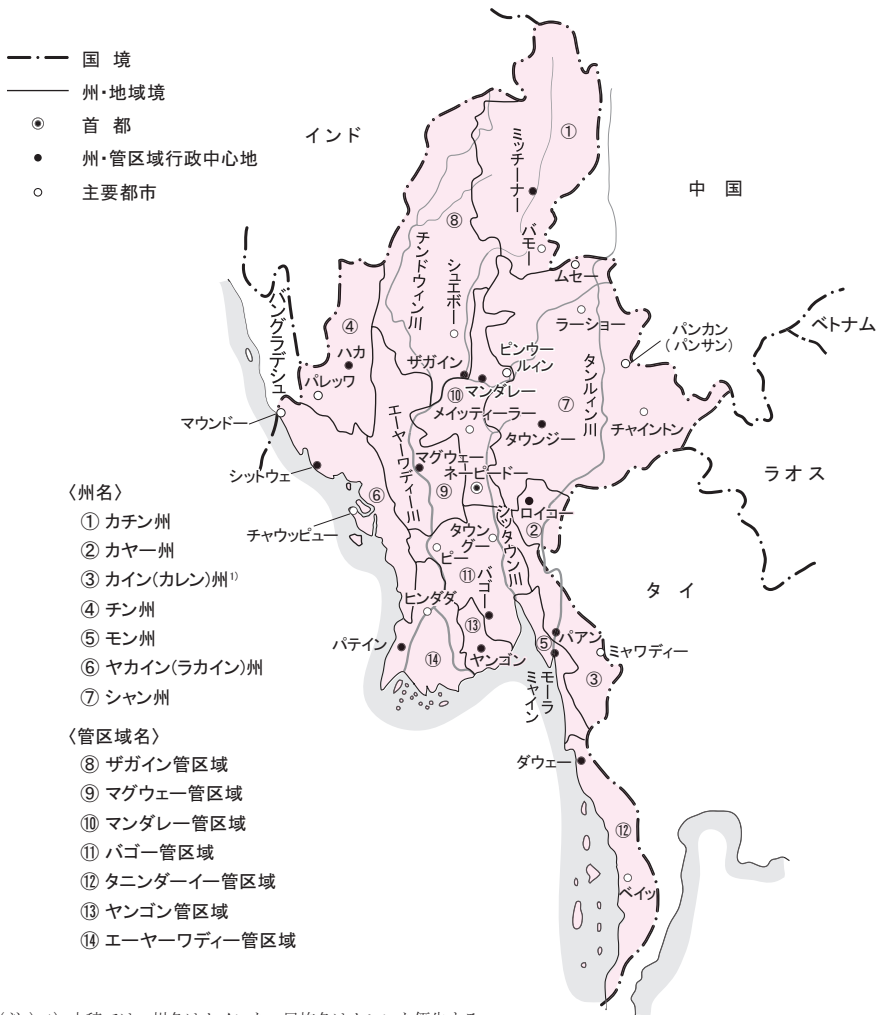 国 境
州・地域境
首 都
州・管区域行政中心地
主要都市
インド
中 国
ベトナム
ラオス
タ イ
バングラデシュ
①
ミッチーナー
バモー
⑧
チンドウィン川
シュエボー
ムセー
ラーショー
パンカン
(パンサン)
④
ハカ
パレッワ
ザガイン
ピンウー
ルィン
マンダレー
⑩
メイッティーラー
タンルィン川
⑦
タウンジー
チャイントン
マウンドー
エーヤーワディー川
マグウェー
ネーピードー
⑨
シットウェ
⑥
チャウッピュー
ロイコー
②
シッタウン川
タウン
グー
ピー
⑪
バゴー
ヒンダダ
⑬
パテイン
⑭
ヤンゴン
⑤
パアン
ミャワディー
③
モーラ
ミャイン
ダウェー
⑫
ベイッ
〈州名〉
① カチン州
② カヤー州
③ カイン(カレン)州1)
④ チン州
⑤ モン州
⑥ ヤカイン(ラカイン)州
⑦ シャン州
〈管区域名〉
⑧ ザガイン管区域
⑨ マグウェー管区域
⑩ マンダレー管区域
⑪ バゴー管区域
⑫ タニンダーイー管区域
⑬ ヤンゴン管区域
⑭ エーヤーワディー管区域